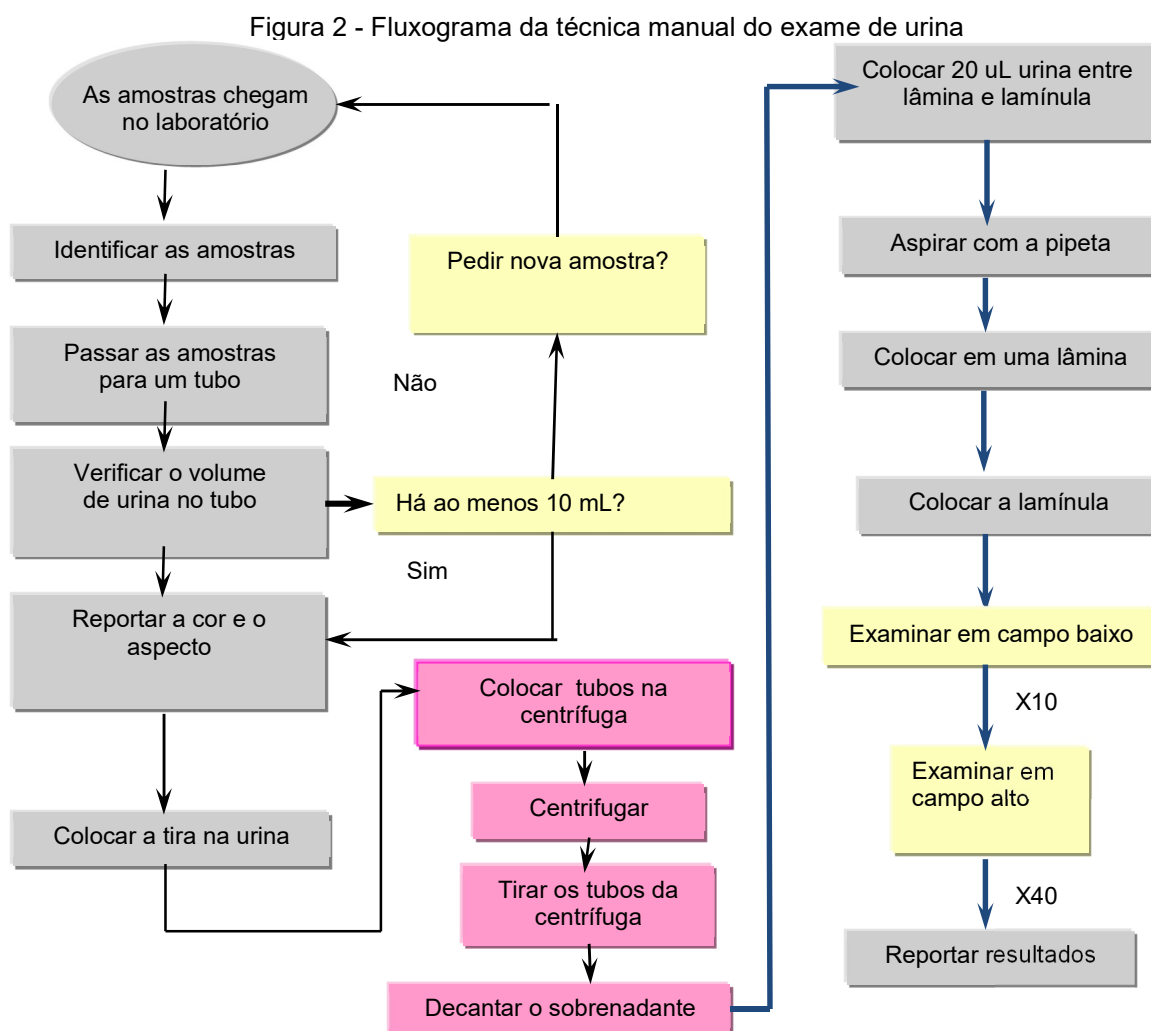 Figura 2 - Fluxograma da técnica manual do exame de urina
As amostras chegam
no laboratório
Identificar as amostras
Passar as amostras
para um tubo
Verificar o volume
de urina no tubo
Reportar a cor e o
aspecto
Colocar a tira na urina
Pedir nova amostra?
Não
Há ao menos 10 mL?
Sim
Colocar tubos na
centrífuga
Centrifugar
Tirar os tubos da
centrífuga
Decantar o sobrenadante
Colocar 20 uL urina entre
lâmina e lamínula
Aspirar com a pipeta
Colocar em uma lâmina
Colocar a lamínula
Examinar em campo baixo
X10
Examinar em
campo alto
X40
Reportar resultados